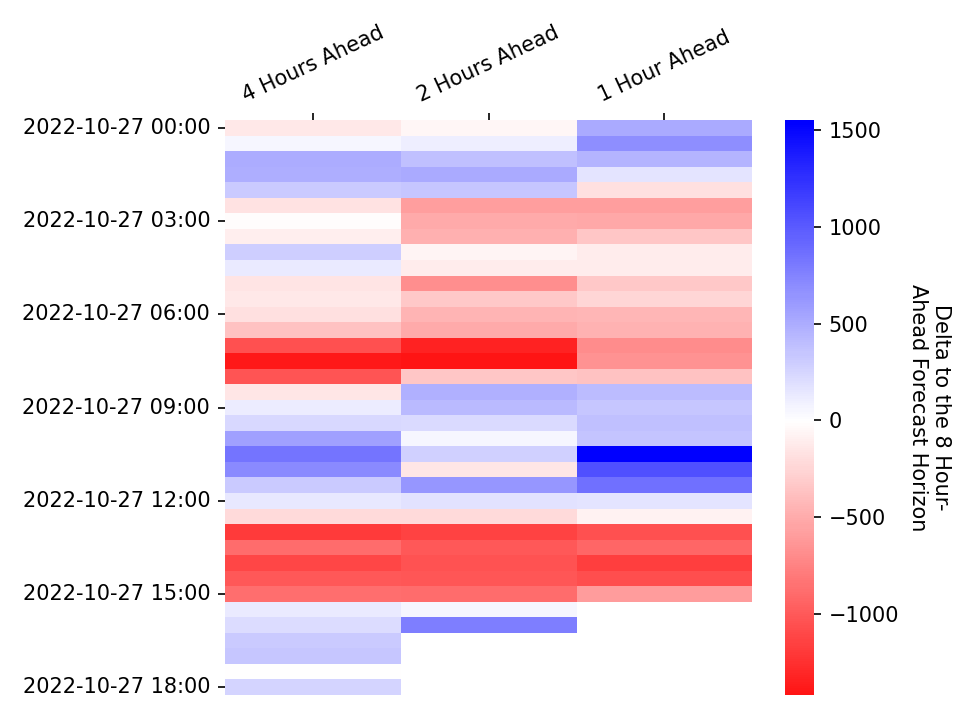 4 Hours Ahead
2 Hours Ahead
1 Hour Ahead
2022-10-27 00:00
2022-10-27 03:00
2022-10-27 06:00
2022-10-27 09:00
2022-10-27 12:00
2022-10-27 15:00
2022-10-27 18:00
1500
1000
500
0
−500
−1000
Delta to the 8 Hour-
Ahead Forecast Horizon